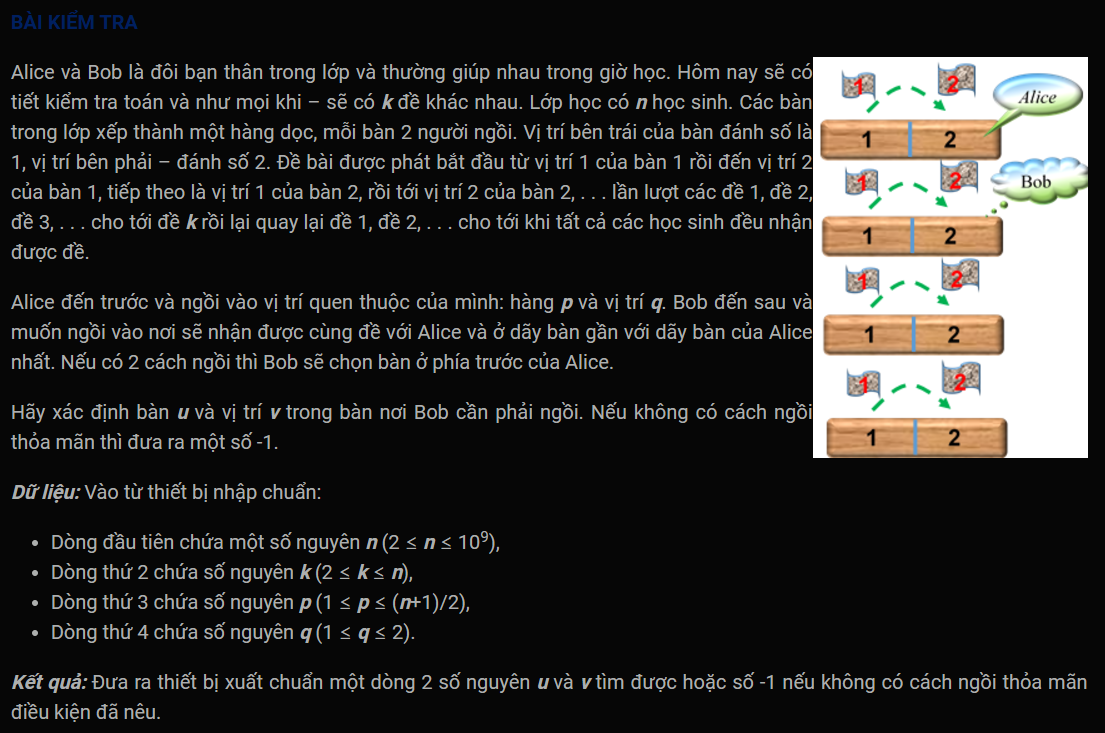 BÀI KIỂM TRA
Alice và Bob là đôi bạn thân trong lớp và thường giúp nhau trong giờ học. Hôm nay sẽ có
tiết kiểm tra toán và như mọi khi – sẽ có k đề khác nhau. Lớp học có n học sinh. Các bàn
trong lớp xếp thành một hàng dọc, mỗi bàn 2 người ngồi. Vị trí bên trái của bàn đánh số là
1, vị trí bên phải – đánh số 2. Đề bài được phát bắt đầu từ vị trí 1 của bàn 1 rồi đến vị trí 2
của bàn 1, tiếp theo là vị trí 1 của bàn 2, rồi tới vị trí 2 của bàn 2, . . . lần lượt các đề 1, đề 2,
đề 3, . . . cho tới đề k rồi lại quay lại đề 1, đề 2, . . . cho tới khi tất cả các học sinh đều nhận
được đề.
Alice đến trước và ngồi vào vị trí quen thuộc của mình: hàng p và vị trí q. Bob đến sau và
muốn ngồi vào nơi sẽ nhận được cùng đề với Alice và ở dãy bàn gần với dãy bàn của Alice
nhất. Nếu có 2 cách ngồi thì Bob sẽ chọn bàn ở phía trước của Alice.
Hãy xác định bàn u và vị trí v trong bàn nơi Bob cần phải ngồi. Nếu không có cách ngồi
thỏa mãn thì đưa ra một số -1.
1 2
Alice
1 2
1 2
Bob
1 2
1 2
1 2
1 2
1 2
Dữ liệu: Vào từ thiết bị nhập chuẩn:
• Dòng đầu tiên chứa một số nguyên n (2 ≤ n ≤ 10⁹),
• Dòng thứ 2 chứa số nguyên k (2 ≤ k ≤ n),
• Dòng thứ 3 chứa số nguyên p (1 ≤ p ≤ (n+1)/2),
• Dòng thứ 4 chứa số nguyên q (1 ≤ q ≤ 2).
Kết quả: Đưa ra thiết bị xuất chuẩn một dòng 2 số nguyên u và v tìm được hoặc số -1 nếu không có cách ngồi thỏa mãn
điều kiện đã nêu.